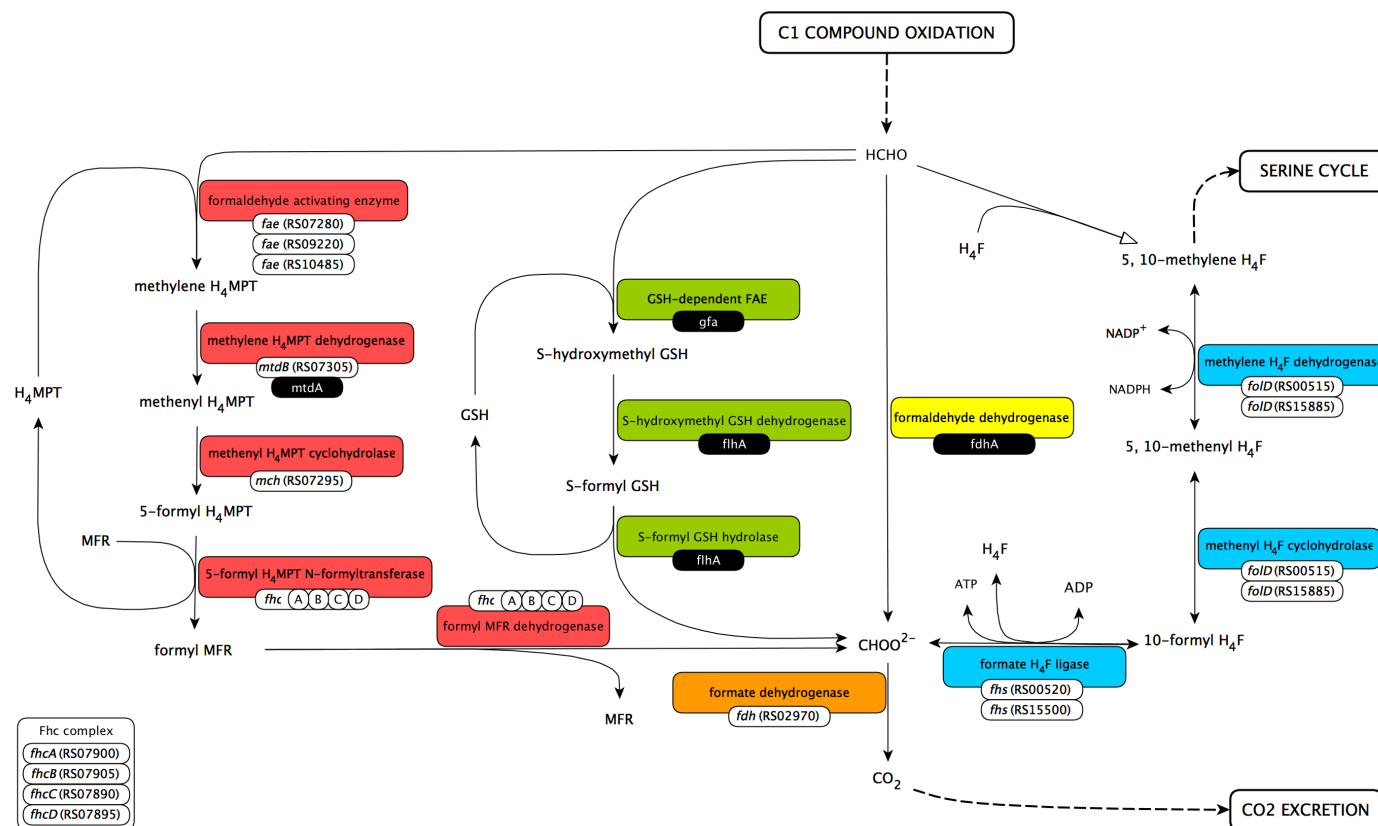 C1 COMPOUND OXIDATION
HCHO
SERINE CYCLE
formaldehyde activating enzyme
fae (RS07280)
fae (RS09220)
fae (RS10485)
methylene H4MPT
methylene H4MPT dehydrogenase
mtdB (RS07305)
mtdA
H4MPT
methenyl H4MPT
methenyl H4MPT cyclohydrolase
mch (RS07295)
5-formyl H4MPT
MFR
5-formyl H4MPT N-formyltransferase
fhc A B C D
formyl MFR
fhc A B C D
formyl MFR dehydrogenase
MFR
GSH-dependent FAE
gfa
S-hydroxymethyl GSH
GSH
S-hydroxymethyl GSH dehydrogenase
flhA
S-formyl GSH
S-formyl GSH hydrolase
flhA
formaldehyde dehydrogenase
fdhA
CHOO2-
formate dehydrogenase
fdh (RS02970)
CO2
H4F
5, 10-methylene H4F
NADP+
NADPH
methylene H4F dehydrogenase
folD (RS00515)
folD (RS15885)
5, 10-methenyl H4F
methenyl H4F cyclohydrolase
folD (RS00515)
folD (RS15885)
H4F
ATP
ADP
10-formyl H4F
formate H4F ligase
fhs (RS00520)
fhs (RS15500)
Fhc complex
fhcA (RS07900)
fhcB (RS07905)
fhcC (RS07890)
fhcD (RS07895)
CO2 EXCRETION